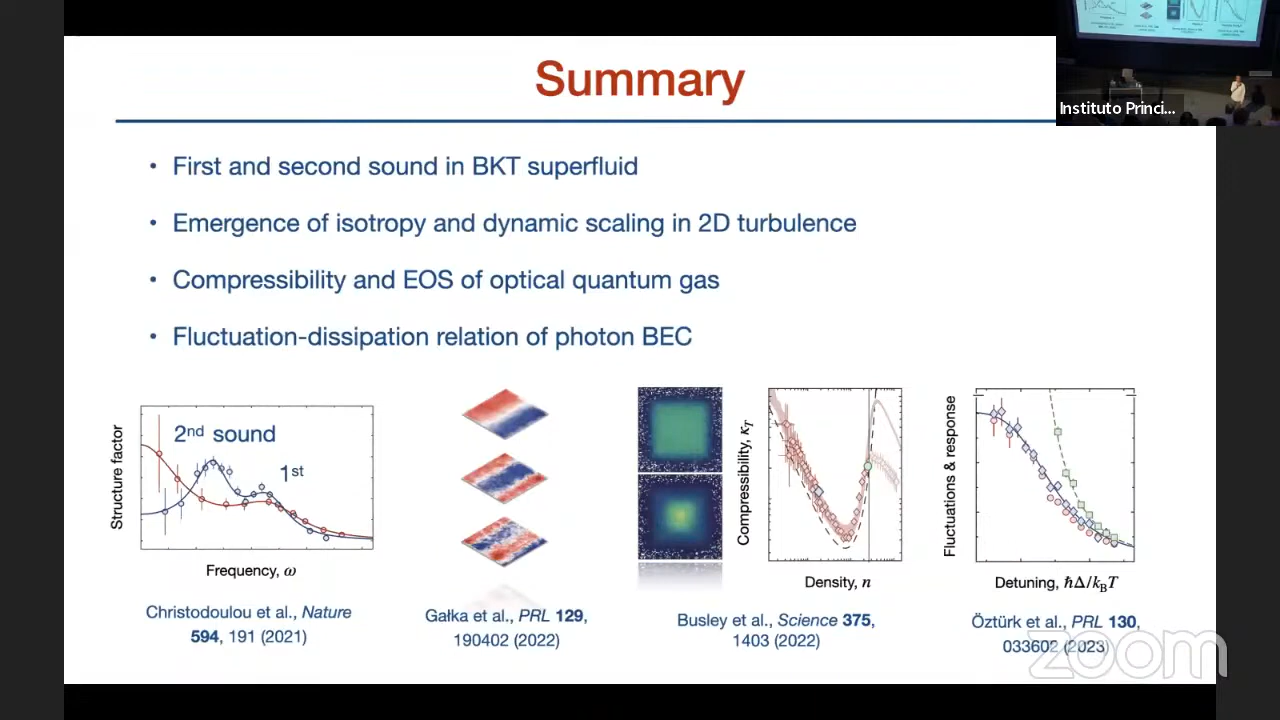 Summary
Instituto Princi...
• First and second sound in BKT superfluid
• Emergence of isotropy and dynamic scaling in 2D turbulence
• Compressibility and EOS of optical quantum gas
• Fluctuation-dissipation relation of photon BEC
Structure factor
2nd sound
1st
Frequency, ω
Christodoulou et al., Nature
594, 191 (2021)
Gałka et al., PRL 129,
190402 (2022)
Compressibility, κT
Density, n
Busley et al., Science 375,
1403 (2022)
Fluctuations & response
Detuning, ℏΔ/kBT
Öztürk et al., PRL 130,
033602 (2023)
zoom